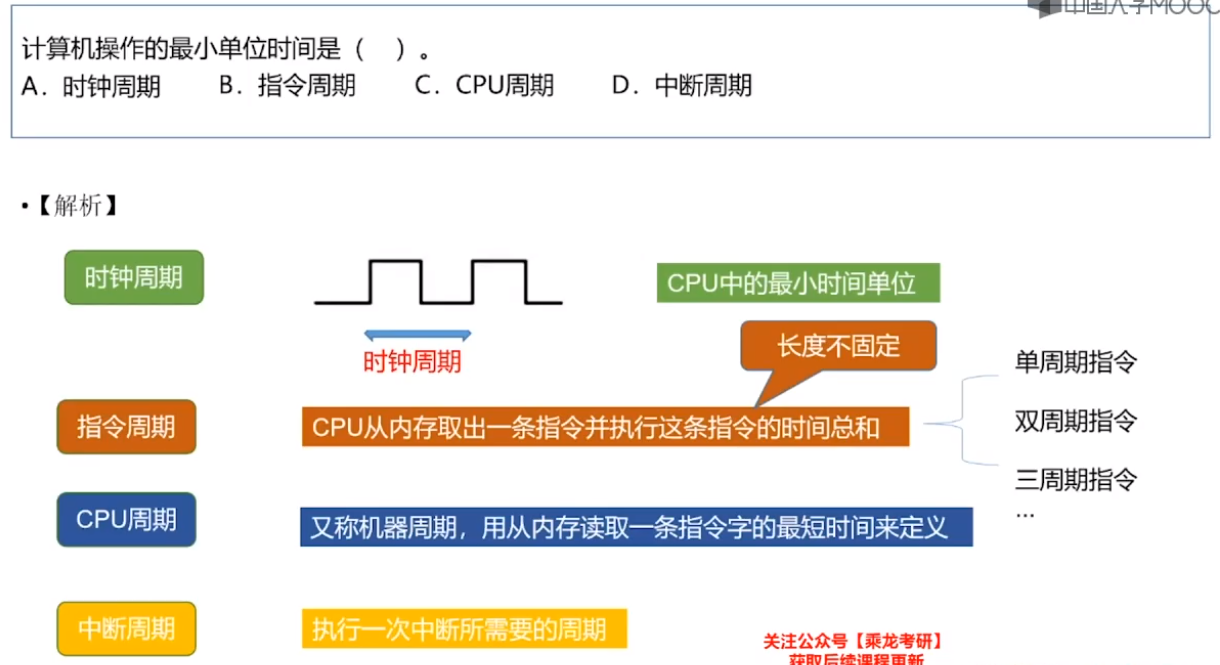 中国大学MOOC
计算机操作的最小单位时间是（ ）。
A．时钟周期 B．指令周期 C．CPU周期 D．中断周期
•【解析】
时钟周期
CPU中的最小时间单位
时钟周期
长度不固定
单周期指令
指令周期
CPU从内存取出一条指令并执行这条指令的时间总和
双周期指令
三周期指令
...
CPU周期
又称机器周期，用从内存读取一条指令字的最短时间来定义
中断周期
执行一次中断所需要的周期
关注公众号【乘龙考研】
获取后续课程更新